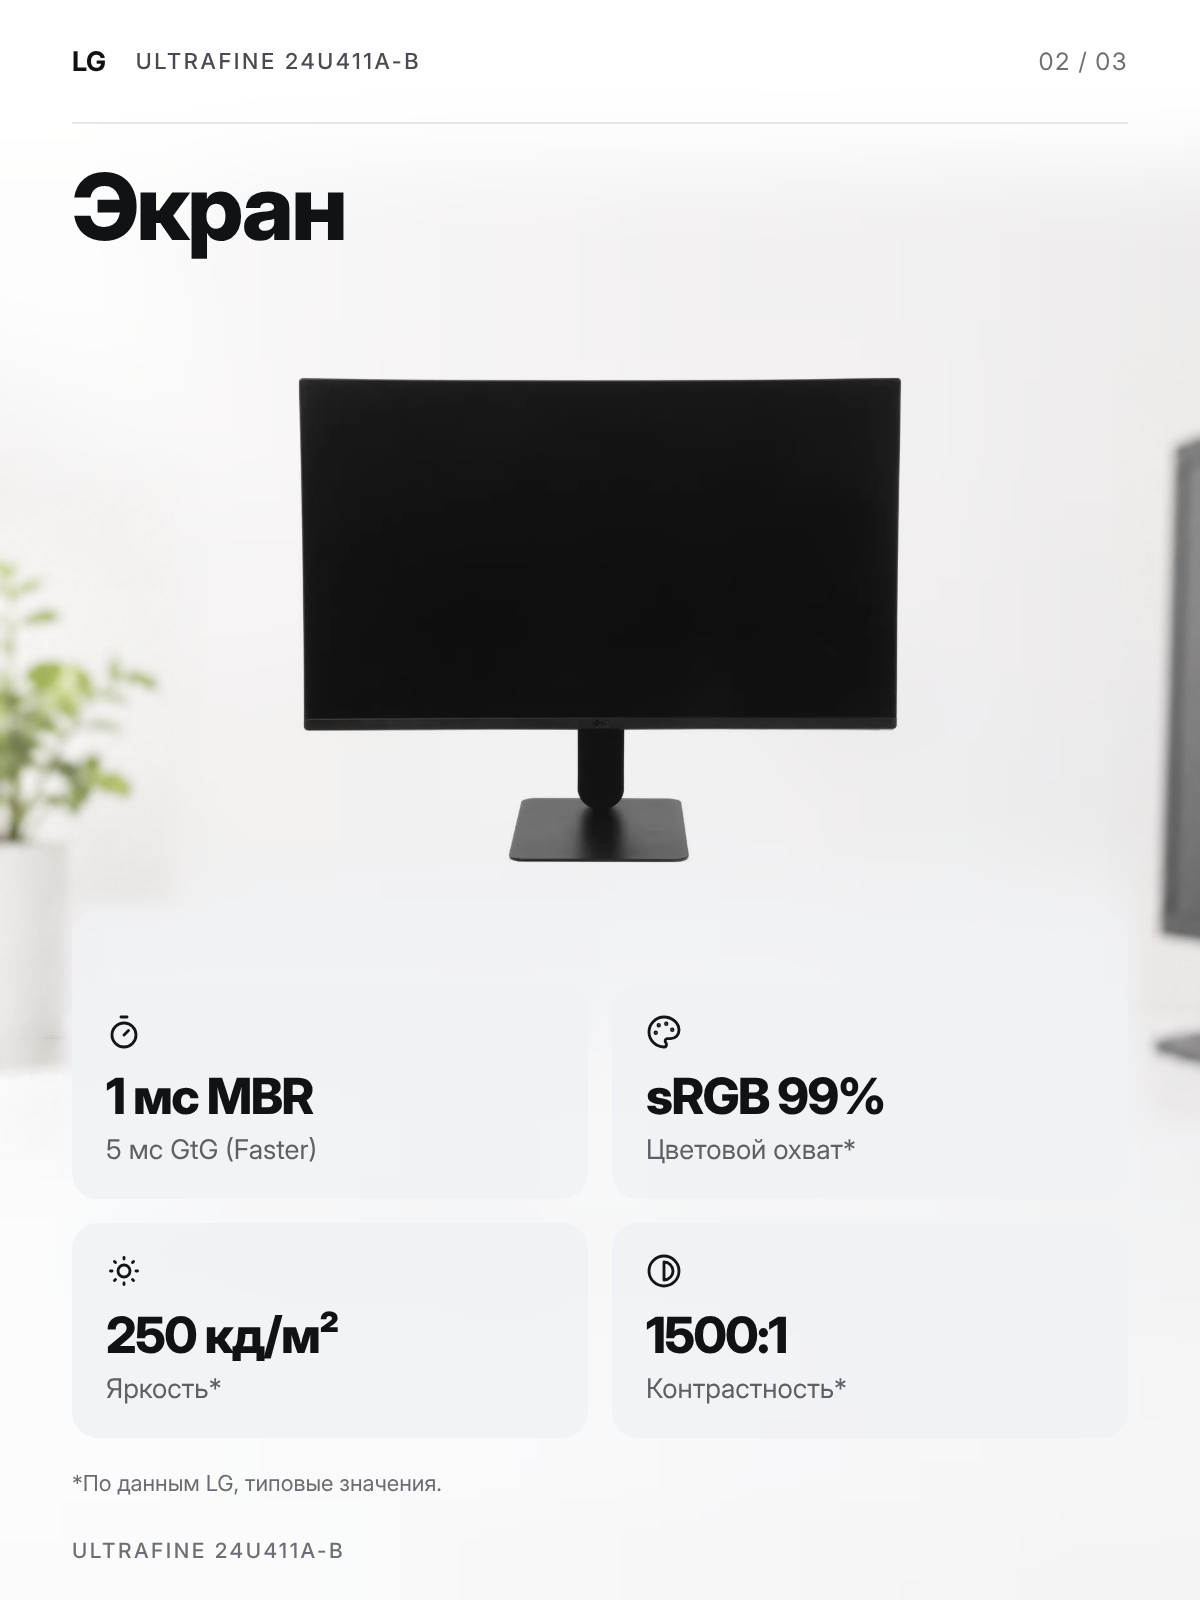 LG ULTRAFINE 24U411A-B 02 / 03
Экран
1 мс MBR
5 мс GtG (Faster)
sRGB 99%
Цветовой охват*
250 кд/м²
Яркость*
1500:1
Контрастность*
*По данным LG, типовые значения.
ULTRAFINE 24U411A-B